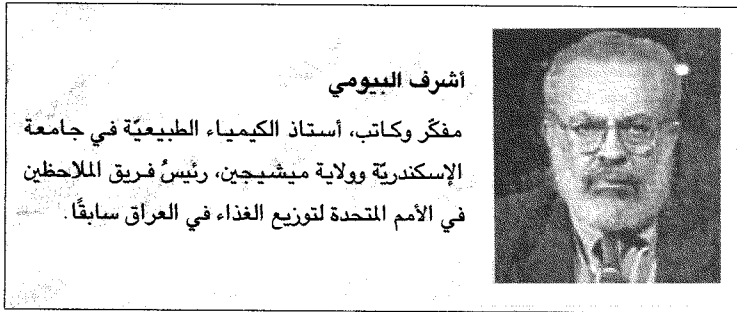 أشرف البيومي
مفكّر وكاتب، أستاذ الكيمياء الطبيعيّة في جامعة
الإسكندريّة وولاية ميشيجين، رئيسُ فريق الملاحظين
في الأمم المتحدة لتوزيع الغذاء في العراق سابقًا.